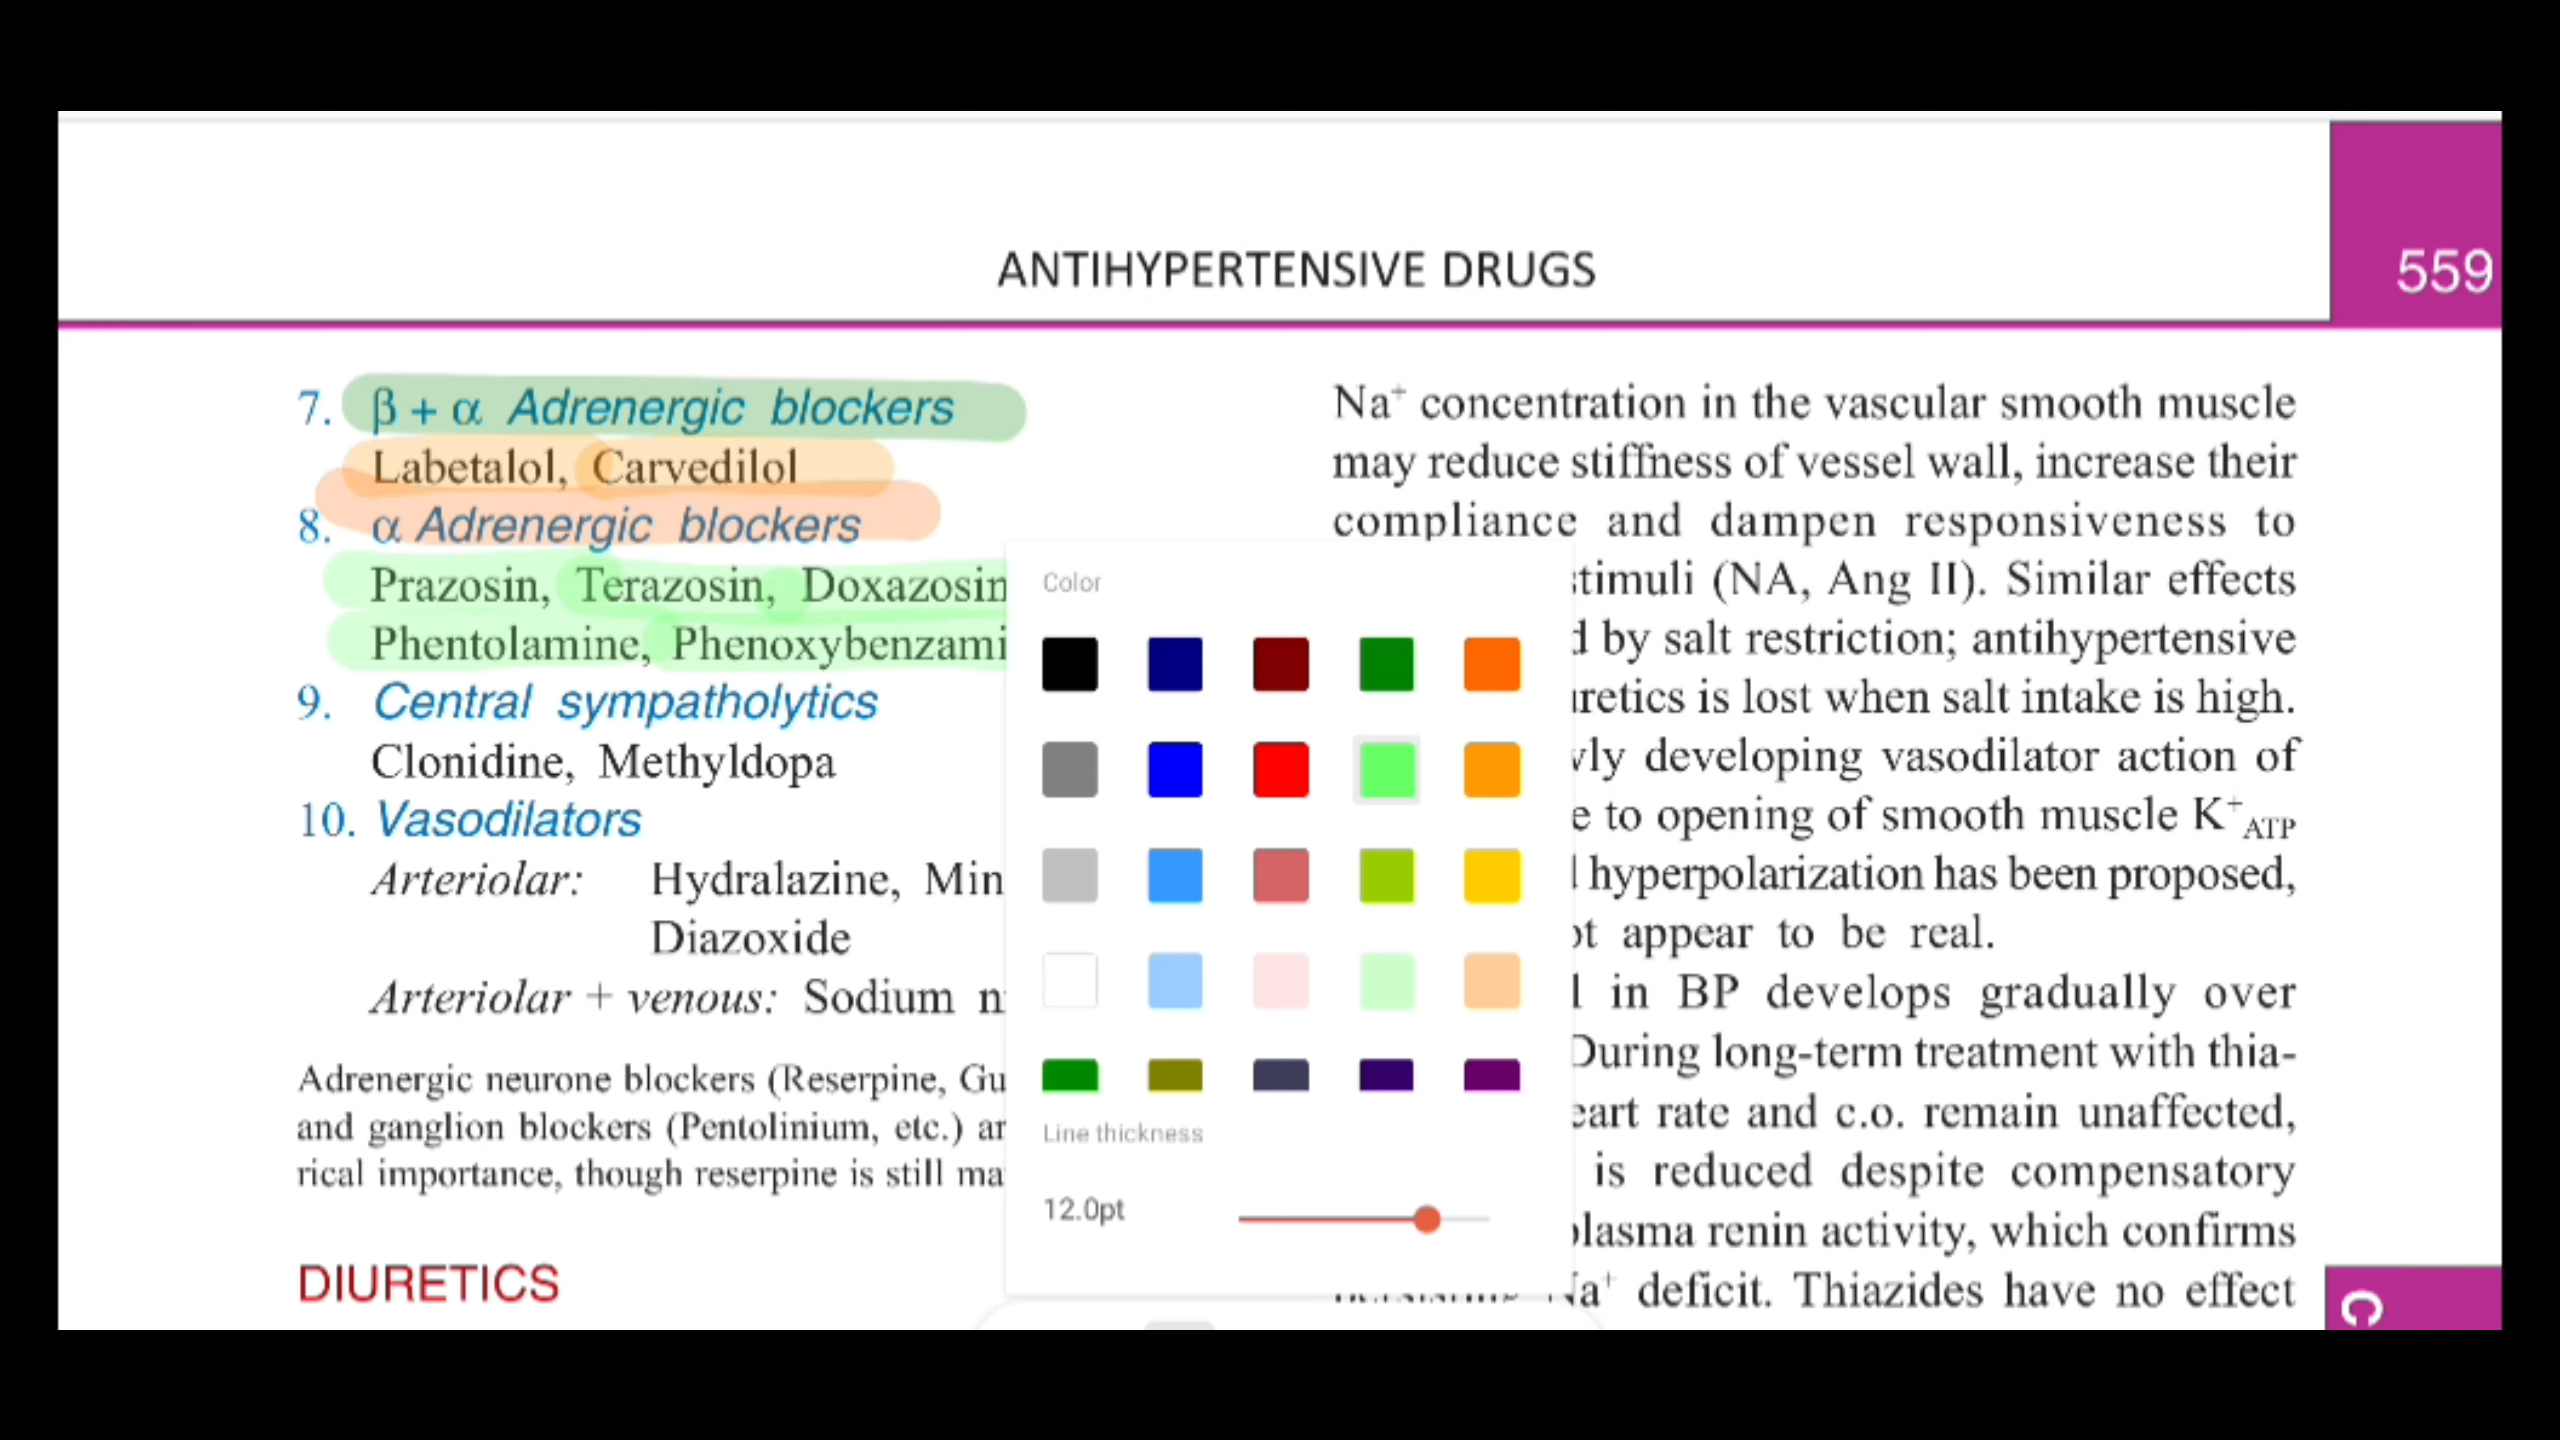 ANTIHYPERTENSIVE DRUGS
559
7. β + α Adrenergic blockers
Labetalol, Carvedilol
8. α Adrenergic blockers
Prazosin, Terazosin, Doxazosin
Phentolamine,
9. Central sympatholytics
Clonidine, Methyldopa
10. Vasodilators
Arteriolar: Hydralazine,
Diazoxide
Arteriolar + venous: Sodium
Adrenergic neurone blockers (Reserpine,
and ganglion blockers (Pentolinium, etc.)
rical importance, though reserpine is still
DIURETICS
Color
Line thickness
12.0pt
Na⁺ concentration in the vascular smooth muscle
may reduce stiffness of vessel wall, increase their
compliance and dampen responsiveness to
stimuli (NA, Ang II). Similar effects
by salt restriction; antihypertensive
is lost when salt intake is high.
developing vasodilator action of
to opening of smooth muscle K⁺ATP
hyperpolarization has been proposed,
appear to be real.
in BP develops gradually over
During long-term treatment with thia-
rate and c.o. remain unaffected,
is reduced despite compensatory
plasma renin activity, which confirms
Na⁺ deficit. Thiazides have no effect
C